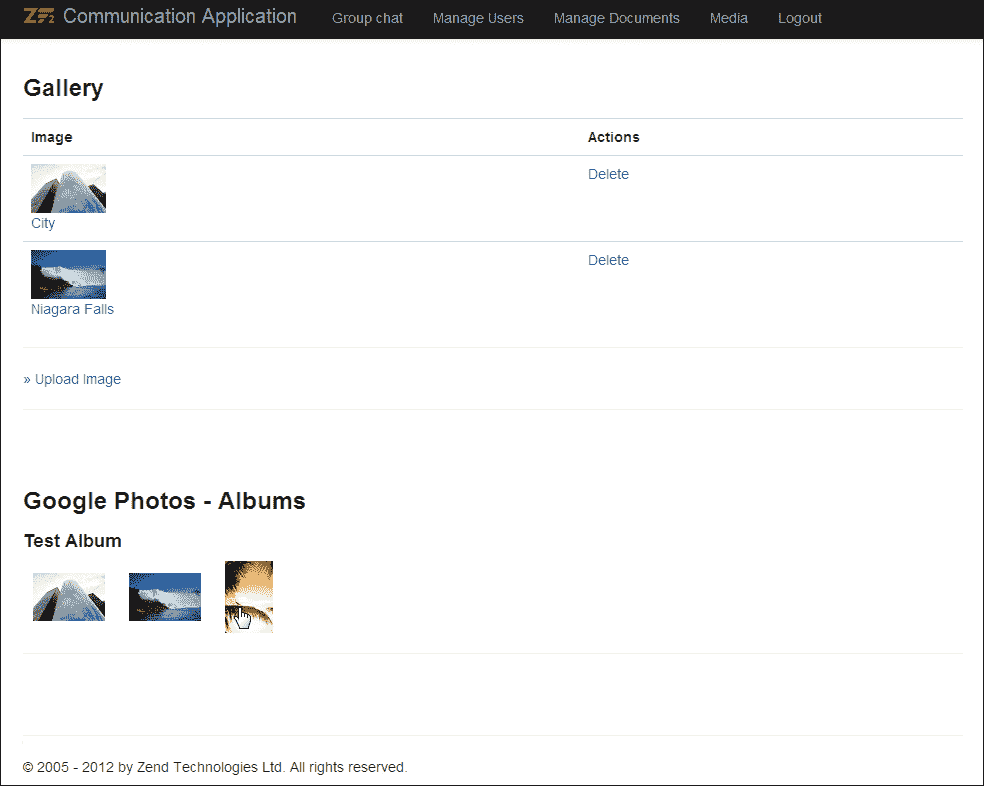 ZF2 Communication Application Group chat Manage Users Manage Documents Media Logout
Gallery
Image Actions
Delete
City
Delete
Niagara Falls
» Upload Image
Google Photos - Albums
Test Album
© 2005 - 2012 by Zend Technologies Ltd. All rights reserved.